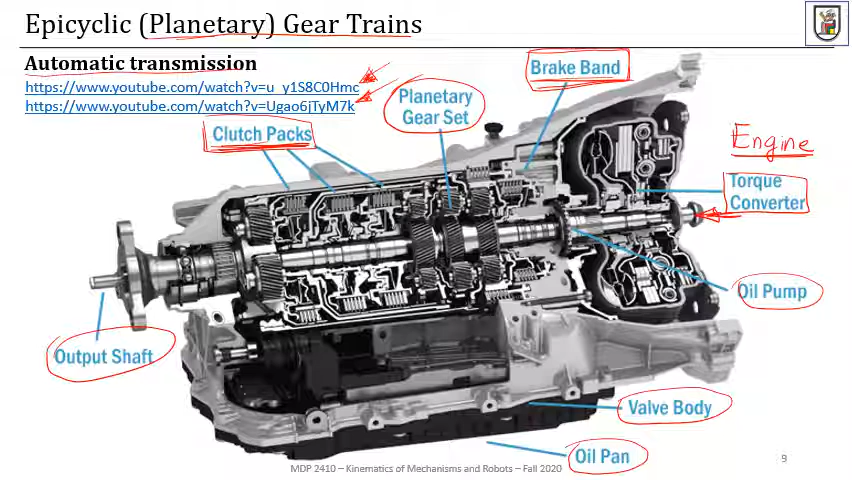 Epicyclic (Planetary) Gear Trains
Automatic transmission
https://www.youtube.com/watch?v=u_y1S8C0Hmc
https://www.youtube.com/watch?v=Ugao6jTyM7k
Brake Band
Planetary
Gear Set
Clutch Packs
Engine
Torque
Converter
Oil Pump
Output Shaft
Valve Body
Oil Pan
MDP 2410 – Kinematics of Mechanisms and Robots – Fall 2020
9